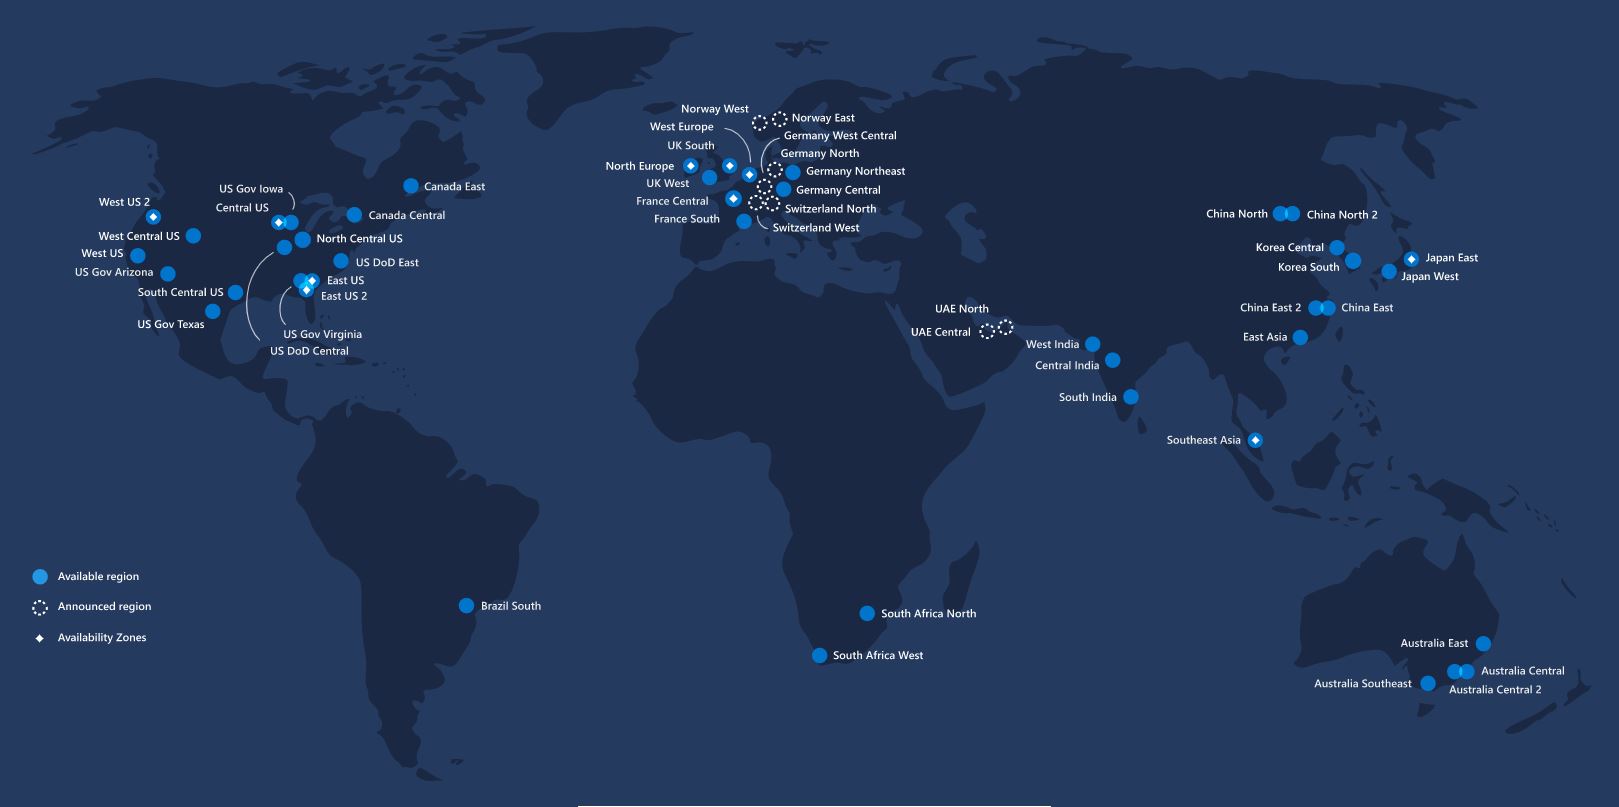 Norway West
Norway East
West Europe
Germany West Central
UK South
Germany North
North Europe
Germany Northeast
UK West
Germany Central
France Central
Switzerland North
France South
Switzerland West
US Gov Iowa
Canada East
West US 2
Central US
Canada Central
West Central US
North Central US
West US
US DoD East
US Gov Arizona
East US
South Central US
East US 2
US Gov Texas
US Gov Virginia
US DoD Central
China North
China North 2
Korea Central
Korea South
Japan East
Japan West
China East 2
China East
East Asia
UAE North
UAE Central
West India
Central India
South India
Southeast Asia
Available region
Announced region
Availability Zones
Brazil South
South Africa North
South Africa West
Australia East
Australia Central
Australia Southeast
Australia Central 2